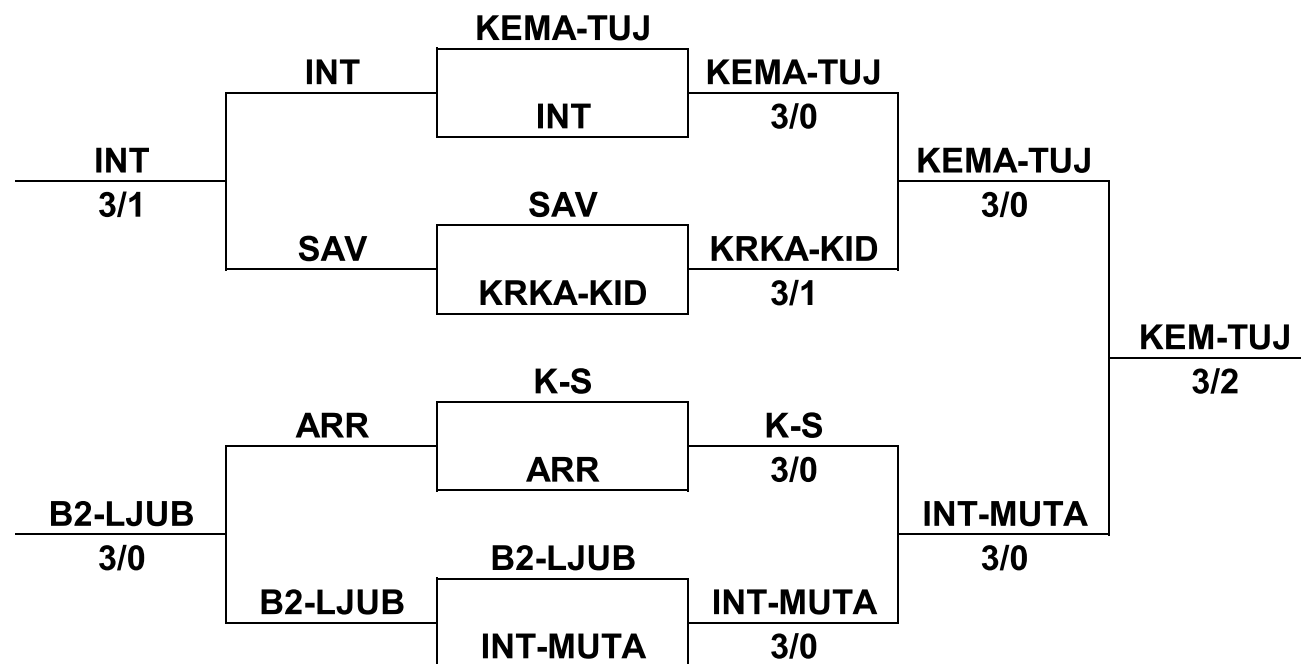 KEMA-TUJ
INT
KEMA-TUJ
INT
3/0
INT
KEMA-TUJ
3/1
SAV
3/0
SAV
KRKA-KID
KRKA-KID
3/1
KEM-TUJ
K-S
3/2
ARR
K-S
ARR
3/0
B2-LJUB
INT-MUTA
3/0
B2-LJUB
3/0
B2-LJUB
INT-MUTA
INT-MUTA
3/0